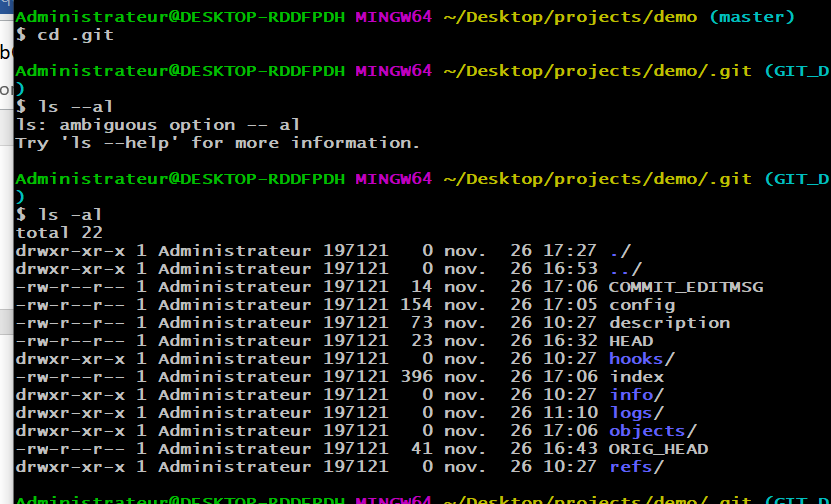 Administrateur@DESKTOP-RDDFPDH MINGW64 ~/Desktop/projects/demo (master)
$ cd .git
Administrateur@DESKTOP-RDDFPDH MINGW64 ~/Desktop/projects/demo/.git (GIT_D
)
$ ls --al
ls: ambiguous option -- al
Try 'ls --help' for more information.
Administrateur@DESKTOP-RDDFPDH MINGW64 ~/Desktop/projects/demo/.git (GIT_D
)
$ ls -al
total 22
drwxr-xr-x 1 Administrateur 197121   0 nov.  26 17:27 ./
drwxr-xr-x 1 Administrateur 197121   0 nov.  26 16:53 ../
-rw-r--r-- 1 Administrateur 197121  14 nov.  26 17:06 COMMIT_EDITMSG
-rw-r--r-- 1 Administrateur 197121 154 nov.  26 17:05 config
-rw-r--r-- 1 Administrateur 197121  73 nov.  26 10:27 description
-rw-r--r-- 1 Administrateur 197121  23 nov.  26 16:32 HEAD
drwxr-xr-x 1 Administrateur 197121   0 nov.  26 10:27 hooks/
-rw-r--r-- 1 Administrateur 197121 396 nov.  26 17:06 index
drwxr-xr-x 1 Administrateur 197121   0 nov.  26 10:27 info/
drwxr-xr-x 1 Administrateur 197121   0 nov.  26 11:10 logs/
drwxr-xr-x 1 Administrateur 197121   0 nov.  26 17:06 objects/
-rw-r--r-- 1 Administrateur 197121  41 nov.  26 16:43 ORIG_HEAD
drwxr-xr-x 1 Administrateur 197121   0 nov.  26 10:27 refs/
Administrateur@DESKTOP-RDDFPDH MINGW64 ~/Desktop/projects/demo/.git (GIT_D